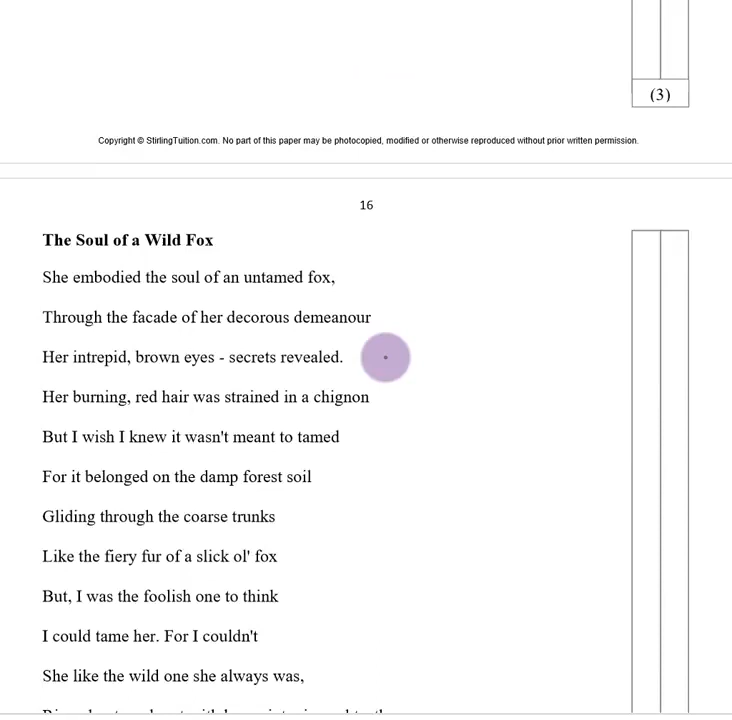 (3)
Copyright © StirlingTuition.com. No part of this paper may be photocopied, modified or otherwise reproduced without prior written permission.
16
The Soul of a Wild Fox
She embodied the soul of an untamed fox,
Through the facade of her decorous demeanour
Her intrepid, brown eyes - secrets revealed.
Her burning, red hair was strained in a chignon
But I wish I knew it wasn't meant to tamed
For it belonged on the damp forest soil
Gliding through the coarse trunks
Like the fiery fur of a slick ol' fox
But, I was the foolish one to think
I could tame her. For I couldn't
She like the wild one she always was,